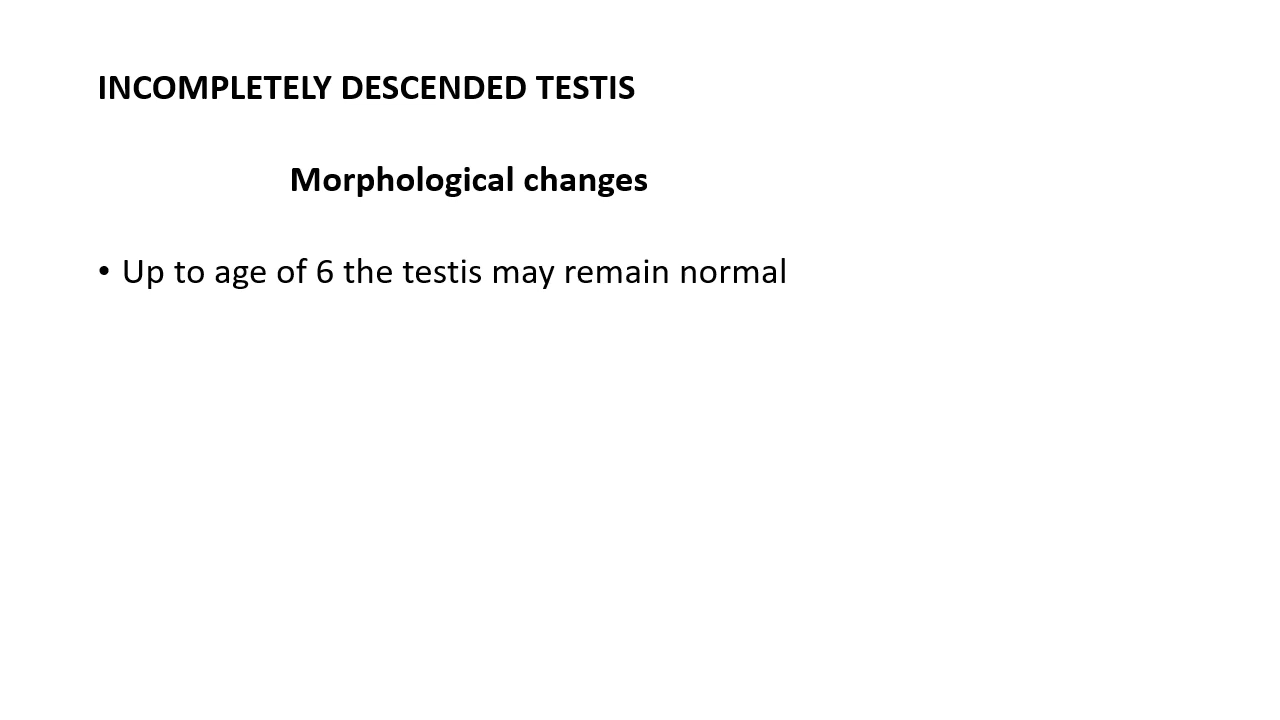 INCOMPLETELY DESCENDED TESTIS
Morphological changes
• Up to age of 6 the testis may remain normal